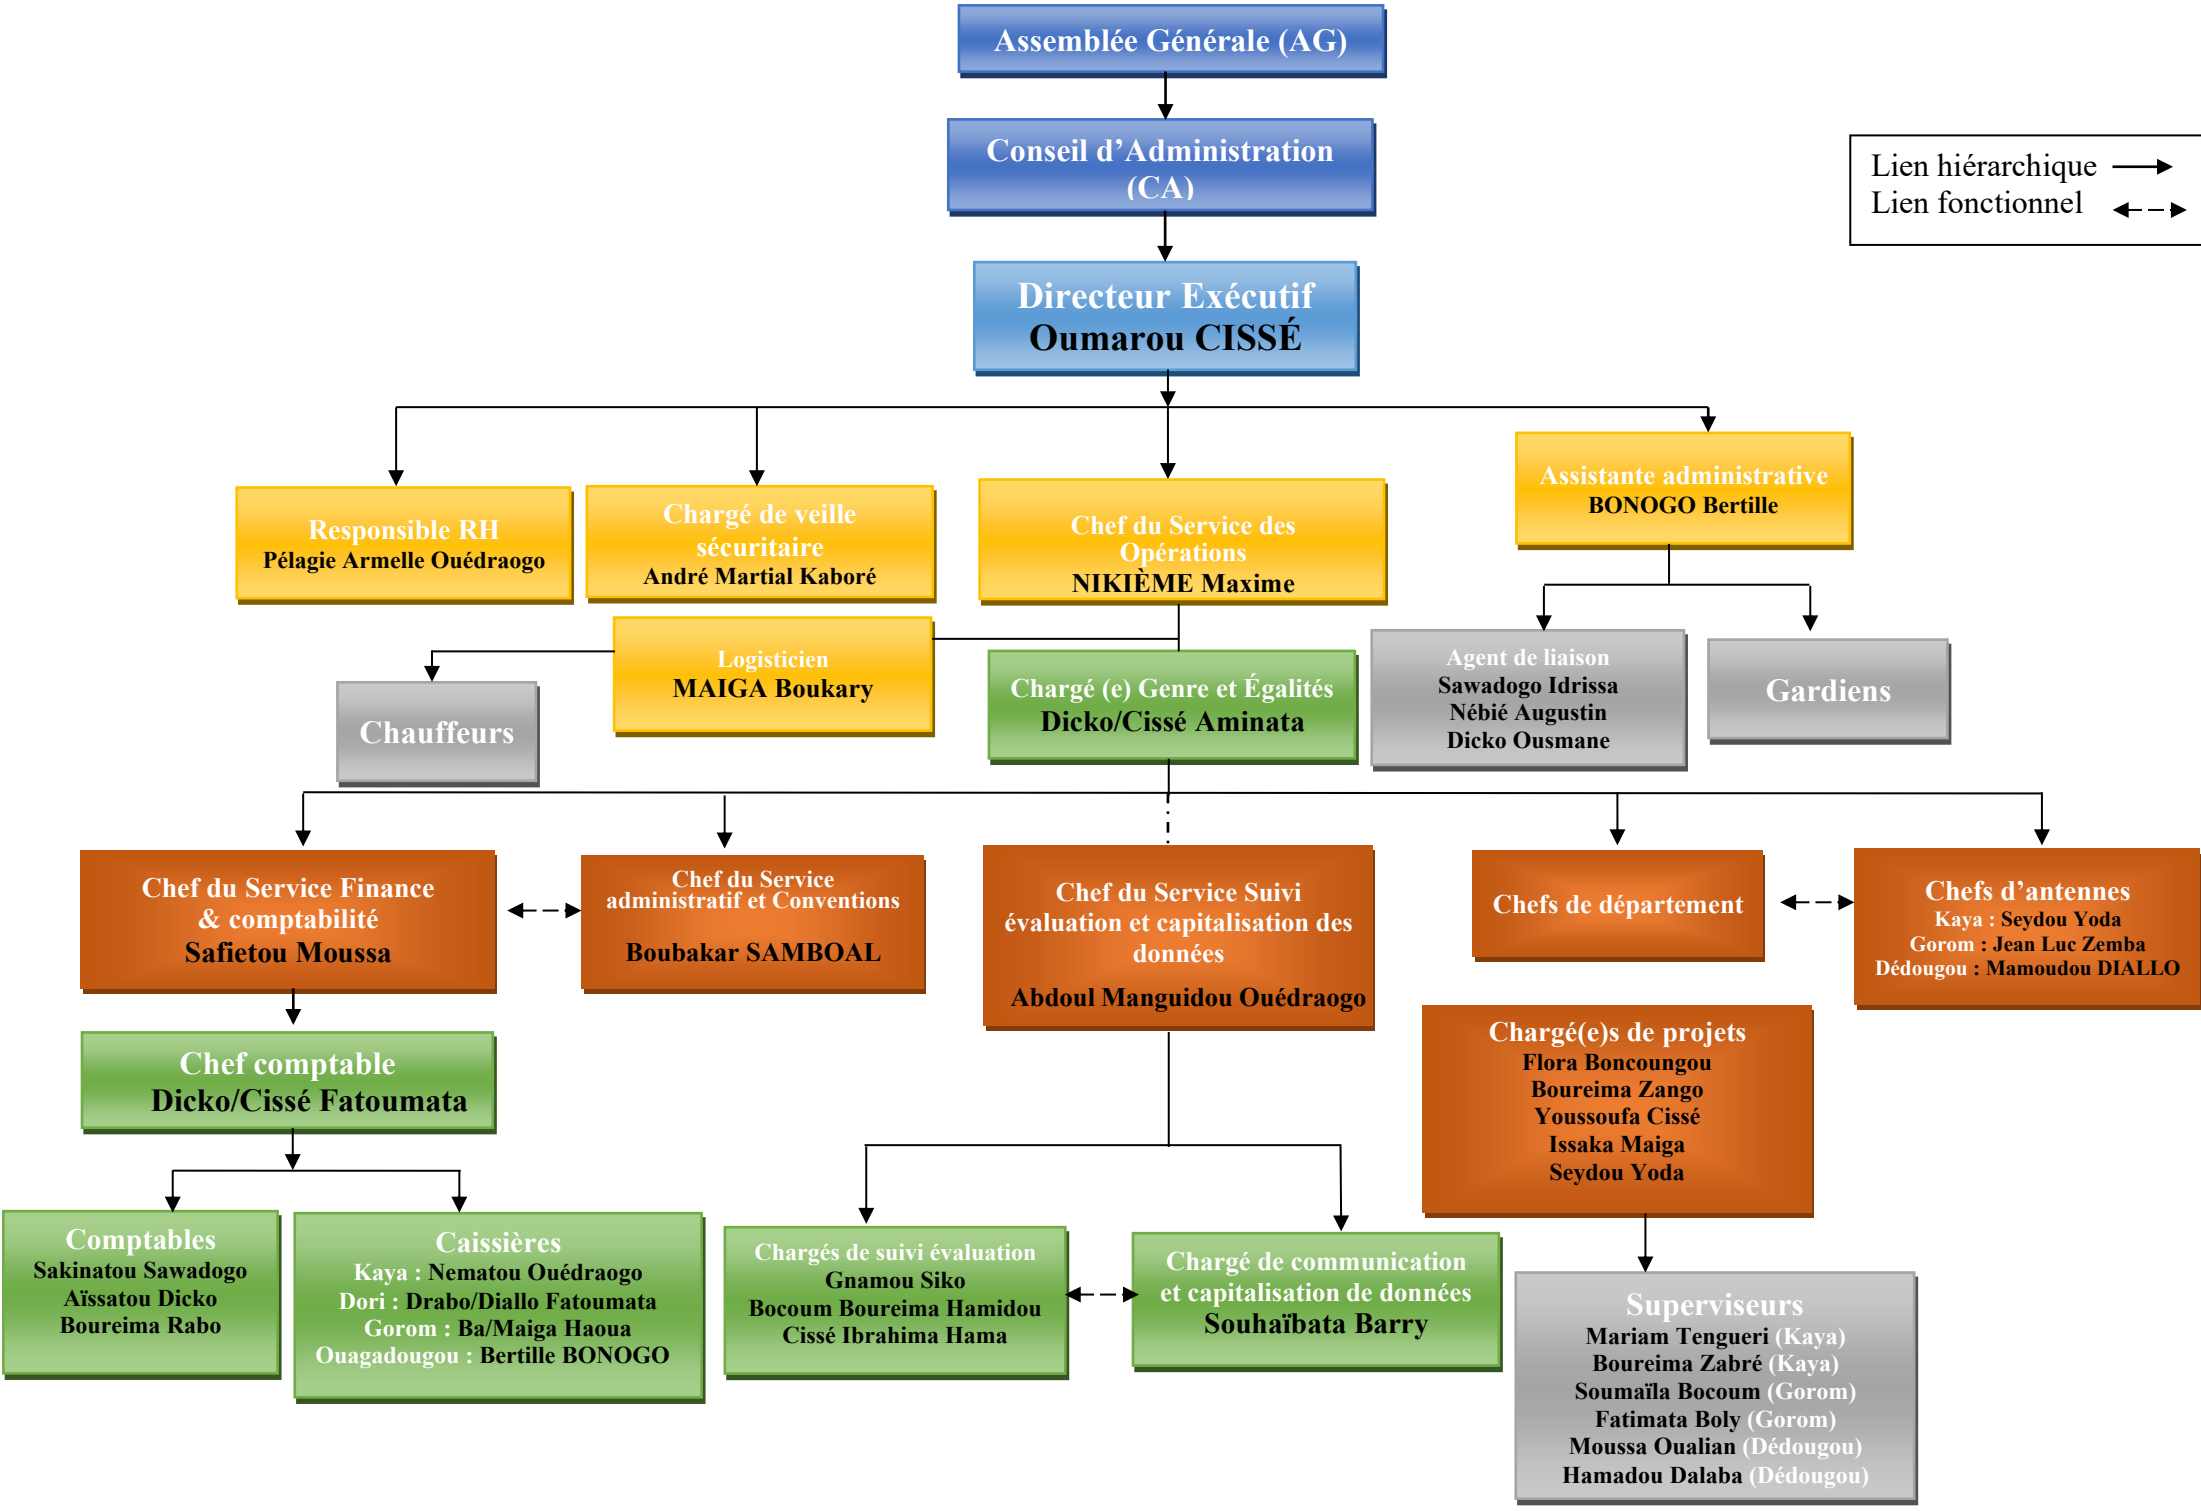 Assemblée Générale (AG)
Conseil d’Administration
(CA)
Lien hiérarchique
Lien fonctionnel
Directeur Exécutif
Oumarou CISSÉ
Responsible RH
Pélagie Armelle Ouédraogo
Chargé de veille
sécuritaire
André Martial Kaboré
Chef du Service des
Opérations
NIKIÈME Maxime
Assistante administrative
BONOGO Bertille
Logisticien
MAIGA Boukary
Chauffeurs
Chargé (e) Genre et Égalités
Dicko/Cissé Aminata
Agent de liaison
Sawadogo Idrissa
Nébié Augustin
Dicko Ousmane
Gardiens
Chef du Service Finance
& comptabilité
Safietou Moussa
Chef du Service
administratif et Conventions
Boubakar SAMBOAL
Chef du Service Suivi
évaluation et capitalisation des
données
Abdoul Manguidou Ouédraogo
Chefs de département
Chefs d’antennes
Kaya : Seydou Yoda
Gorom : Jean Luc Zemba
Dédougou : Mamoudou DIALLO
Chef comptable
Dicko/Cissé Fatoumata
Chargé(e)s de projets
Flora Boncoungou
Boureima Zango
Youssoufa Cissé
Issaka Maiga
Seydou Yoda
Comptables
Sakinatou Sawadogo
Aïssatou Dicko
Boureima Rabo
Caissières
Kaya : Nematou Ouédraogo
Dori : Drabo/Diallo Fatoumata
Gorom : Ba/Maiga Haoua
Ouagadougou : Bertille BONOGO
Chargés de suivi évaluation
Gnamou Siko
Bocoum Boureima Hamidou
Cissé Ibrahima Hama
Chargé de communication
et capitalisation de données
Souhaïbata Barry
Superviseurs
Mariam Tengueri (Kaya)
Boureima Zabré (Kaya)
Soumaïla Bocoum (Gorom)
Fatimata Boly (Gorom)
Moussa Oualian (Dédougou)
Hamadou Dalaba (Dédougou)